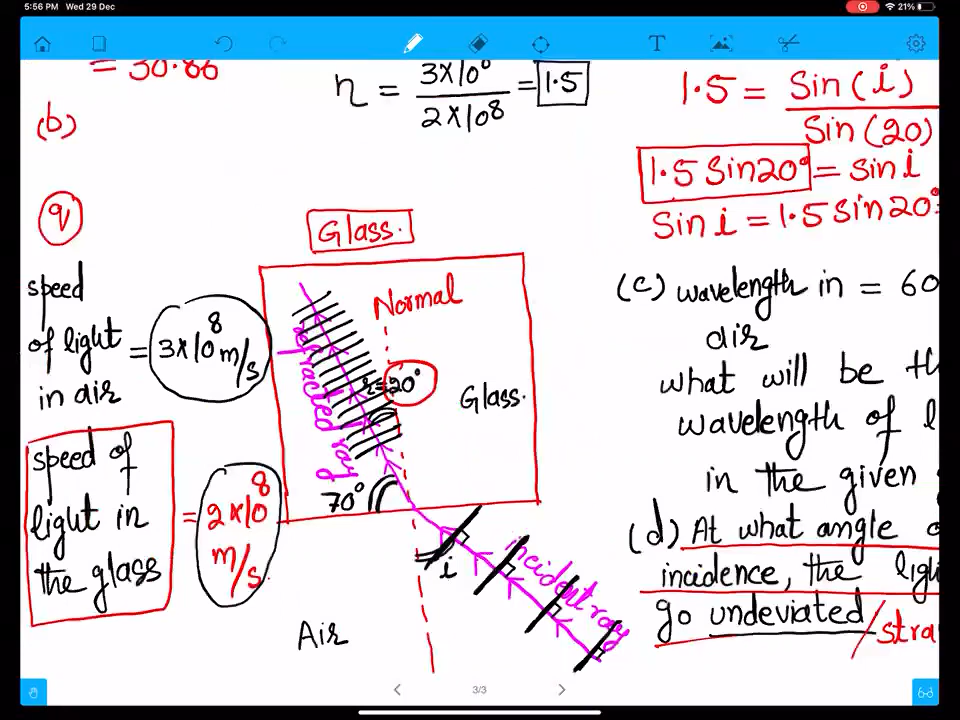 5:56 PM Wed 29 Dec
21%
= 30.86
(b)
n = 3×10⁸ / 2×10⁸ = 1.5
1.5 = Sin(i) / Sin(20)
1.5 Sin20° = Sin i
Sin i = 1.5 Sin20°=
q
Glass.
speed
of light = 3×10⁸ m/s
in air
speed of
light in = 2×10⁸ m/s
the glass
Normal
r=20°
Glass.
refracted ray
70°
i
incident ray
Air
(c) wavelength in = 60
air
what will be th
wavelength of l
in the given
(d) At what angle
incidence, the ligh
go undeviated/stra
3/3
T